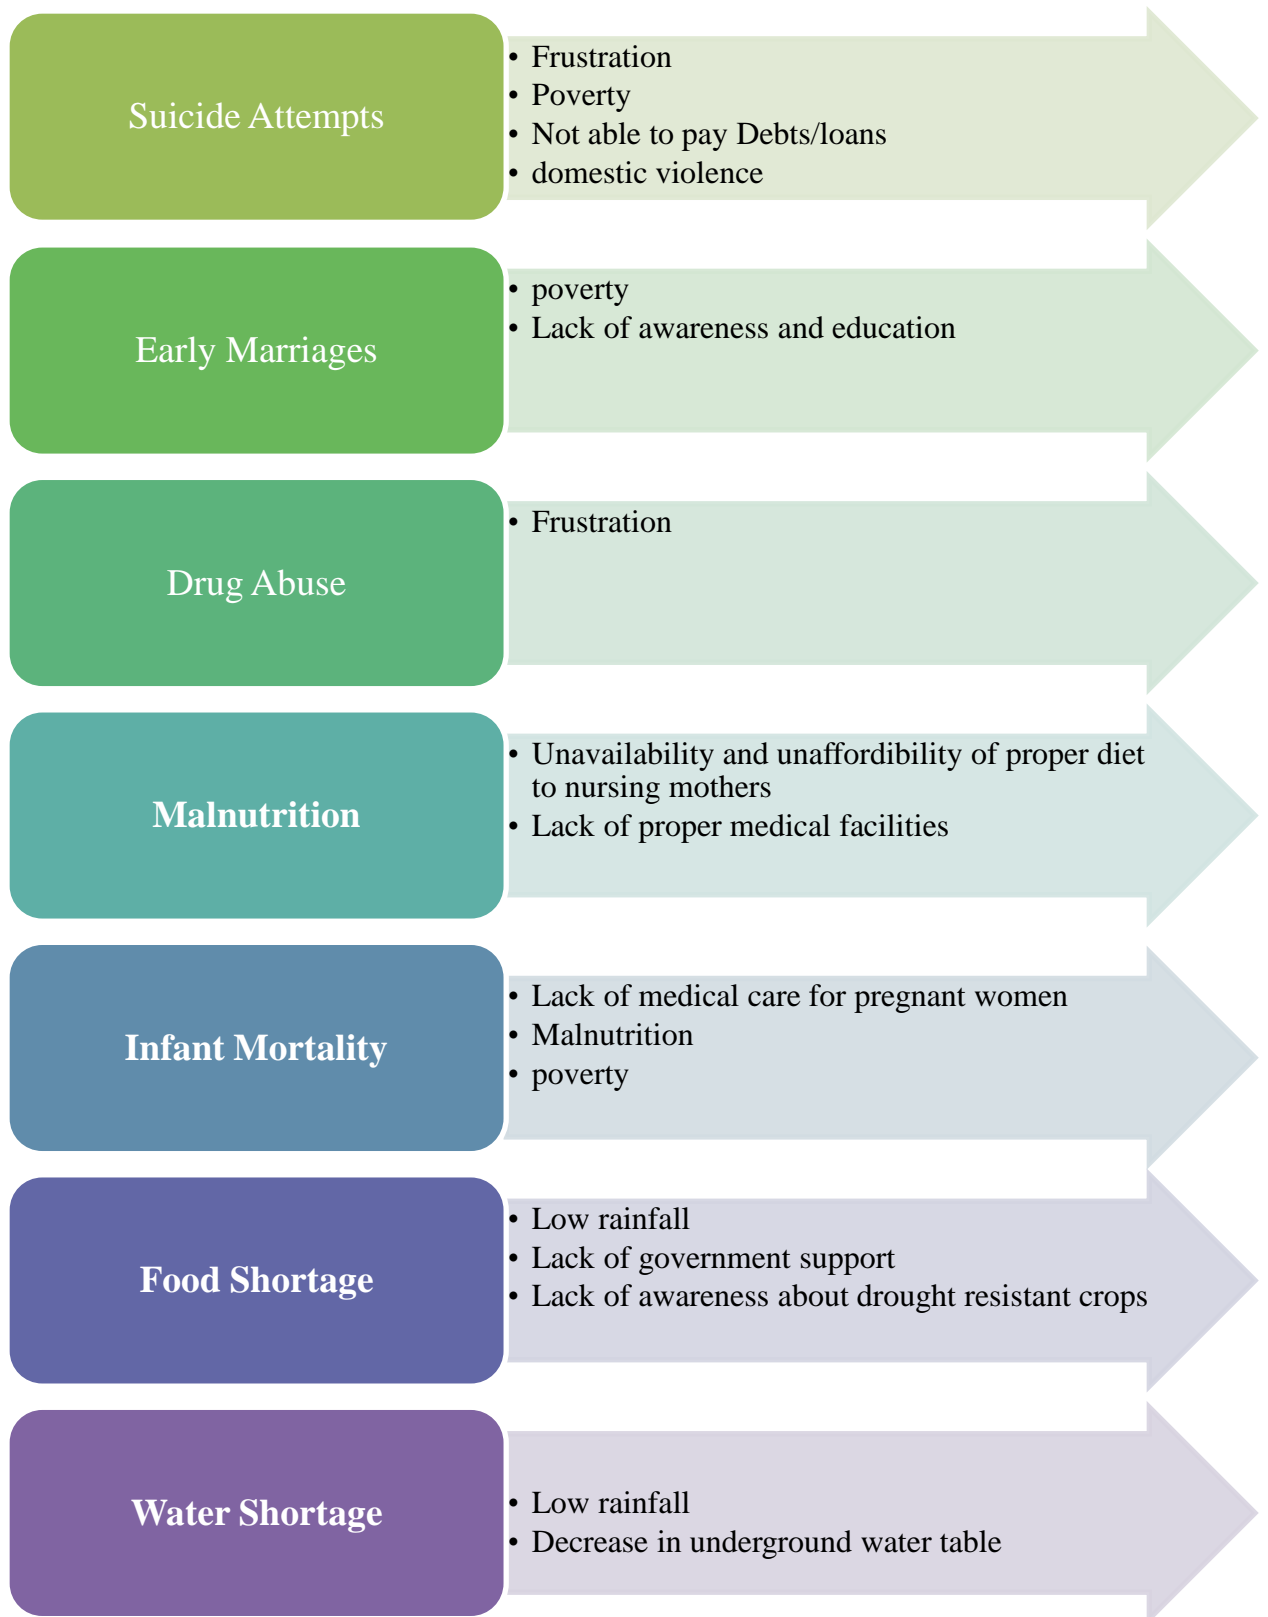 Suicide Attempts
• Frustration
• Poverty
• Not able to pay Debts/loans
• domestic violence
Early Marriages
• poverty
• Lack of awareness and education
Drug Abuse
• Frustration
Malnutrition
• Unavailability and unaffordibility of proper diet
to nursing mothers
• Lack of proper medical facilities
Infant Mortality
• Lack of medical care for pregnant women
• Malnutrition
• poverty
Food Shortage
• Low rainfall
• Lack of government support
• Lack of awareness about drought resistant crops
Water Shortage
• Low rainfall
• Decrease in underground water table